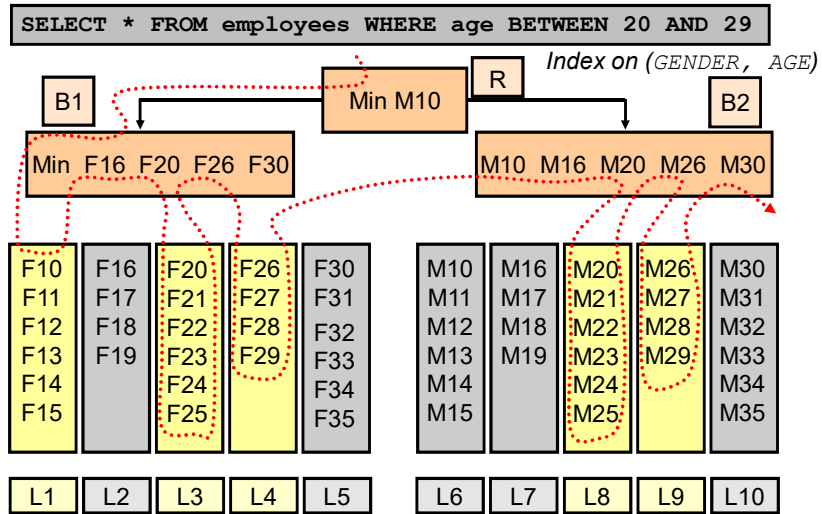 SELECT * FROM employees WHERE age BETWEEN 20 AND 29
Index on (GENDER, AGE)
B1
Min M10
R
B2
Min F16 F20 F26 F30
M10 M16 M20 M26 M30
F10
F11
F12
F13
F14
F15
F16
F17
F18
F19
F20
F21
F22
F23
F24
F25
F26
F27
F28
F29
F30
F31
F32
F33
F34
F35
M10
M11
M12
M13
M14
M15
M16
M17
M18
M19
M20
M21
M22
M23
M24
M25
M26
M27
M28
M29
M30
M31
M32
M33
M34
M35
L1
L2
L3
L4
L5
L6
L7
L8
L9
L10